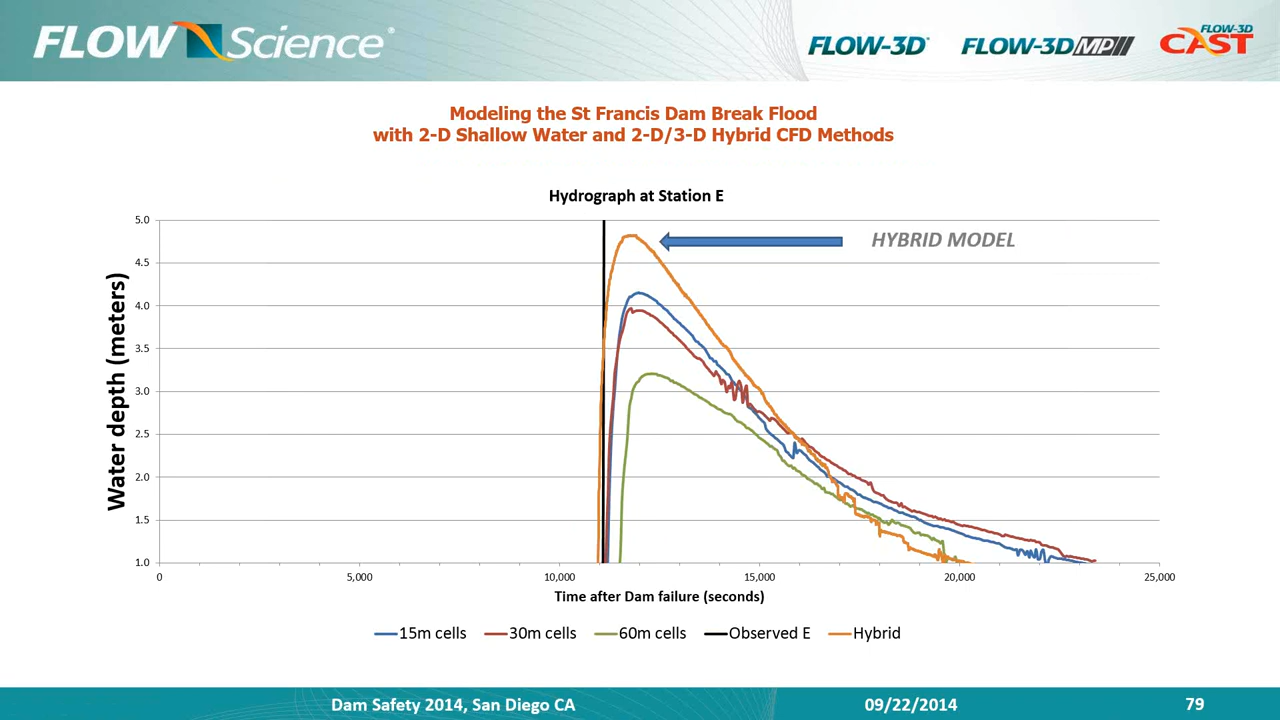 FLOW Science®
FLOW-3D FLOW-3D MP FLOW-3D CAST
Modeling the St Francis Dam Break Flood
with 2-D Shallow Water and 2-D/3-D Hybrid CFD Methods
Hydrograph at Station E
HYBRID MODEL
Water depth (meters)
5.0
4.5
4.0
3.5
3.0
2.5
2.0
1.5
1.0
0 5,000 10,000 15,000 20,000 25,000
Time after Dam failure (seconds)
15m cells 30m cells 60m cells Observed E Hybrid
Dam Safety 2014, San Diego CA 09/22/2014 79